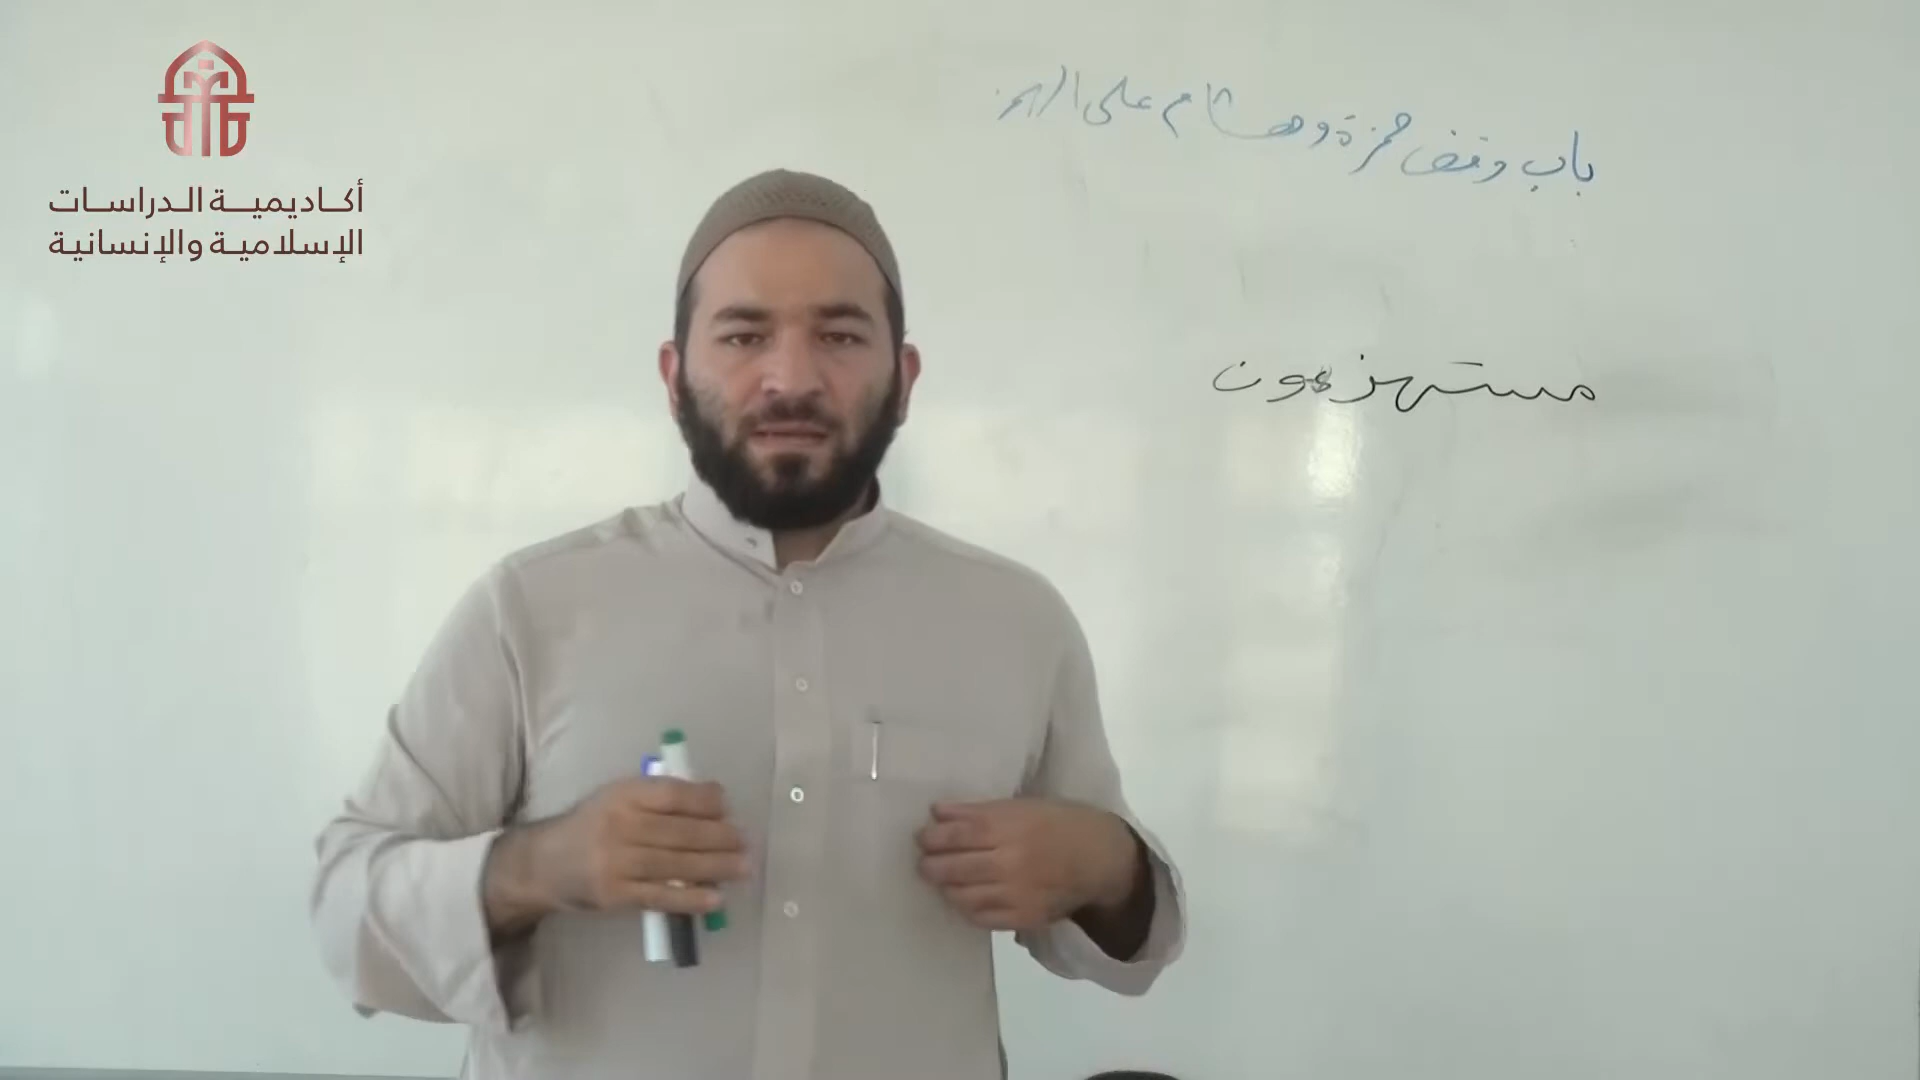 أكاديمية الدراسات
الإسلامية والإنسانية
باب وقف حمزة وهشام على الهمز
مستهزءون